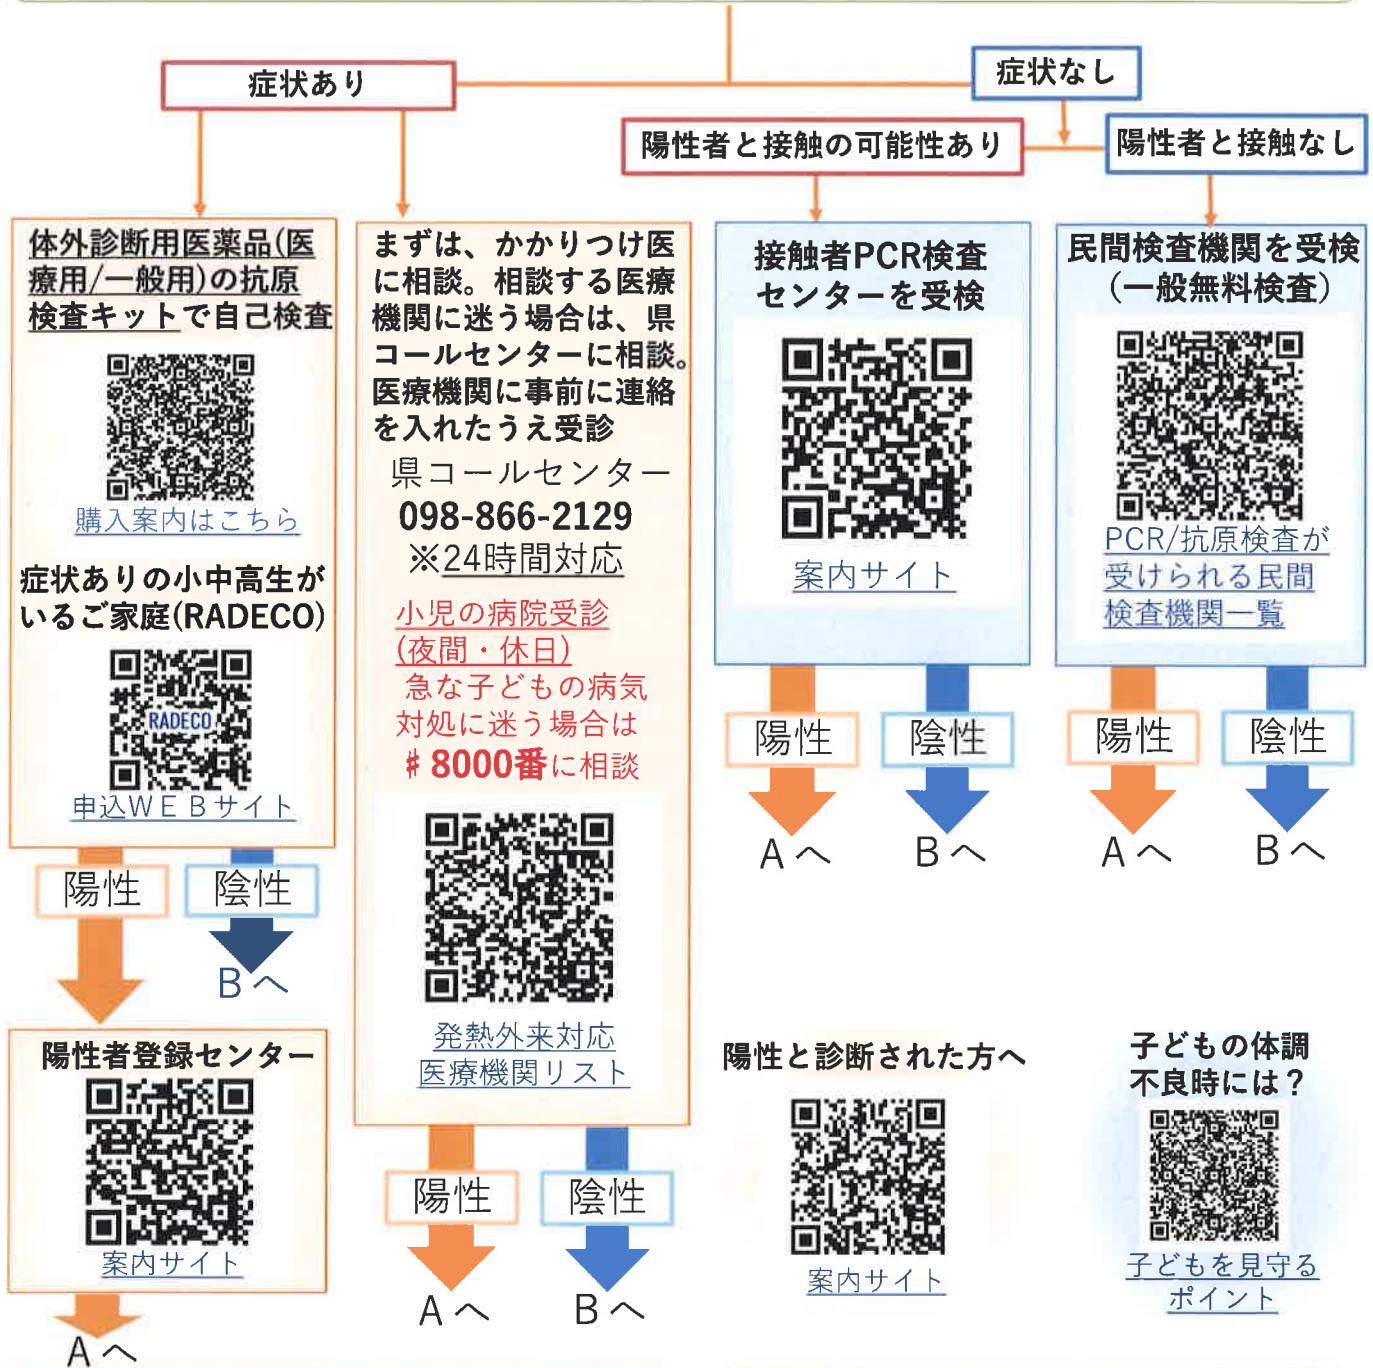 症状あり
症状なし
陽性者と接触の可能性あり
陽性者と接触なし
体外診断用医薬品(医
療用/一般用)の抗原
検査キットで自己検査
購入案内はこちら
症状ありの小中高生が
いるご家庭(RADECO)
RADECO
申込WEBサイト
陽性
陰性
Bへ
陽性者登録センター
案内サイト
Aへ
まずは、かかりつけ医
に相談。相談する医療
機関に迷う場合は、県
コールセンターに相談。
医療機関に事前に連絡
を入れたうえ受診
県コールセンター
098-866-2129
※24時間対応
小児の病院受診
(夜間・休日)
急な子どもの病気
対処に迷う場合は
♯8000番に相談
発熱外来対応
医療機関リスト
陽性
陰性
Aへ
Bへ
接触者PCR検査
センターを受検
案内サイト
陽性
陰性
Aへ
Bへ
民間検査機関を受検
(一般無料検査)
PCR/抗原検査が
受けられる民間
検査機関一覧
陽性
陰性
Aへ
Bへ
陽性と診断された方へ
案内サイト
子どもの体調
不良時には？
子どもを見守る
ポイント